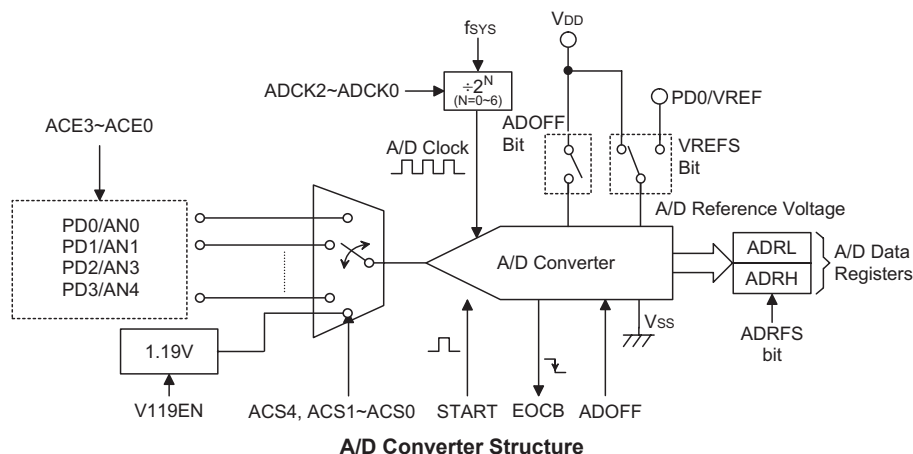 fSYS
VDD
ADCK2~ADCK0
÷2^N
(N=0~6)
PD0/VREF
ADOFF
Bit
VREFS
Bit
ACE3~ACE0
A/D Clock
A/D Reference Voltage
PD0/AN0
PD1/AN1
PD2/AN3
PD3/AN4
A/D Converter
ADRL
ADRH
A/D Data
Registers
1.19V
VSS
ADRFS
bit
V119EN
ACS4, ACS1~ACS0
START
EOCB
ADOFF
A/D Converter Structure